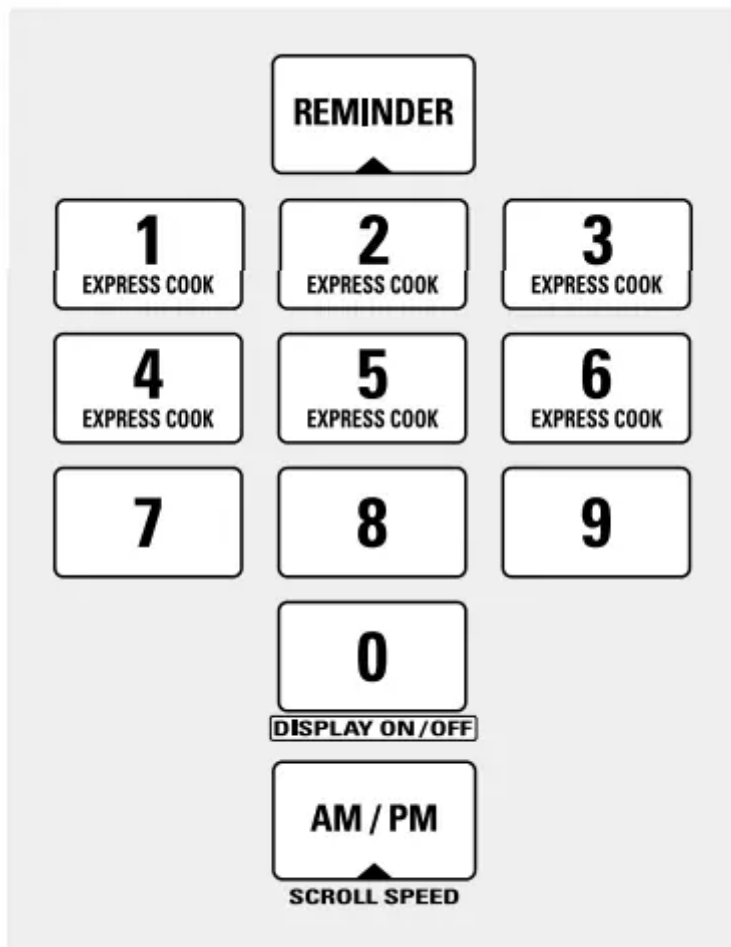 REMINDER
1 2 3
EXPRESS COOK EXPRESS COOK EXPRESS COOK
4 5 6
EXPRESS COOK EXPRESS COOK EXPRESS COOK
7 8 9
0
DISPLAY ON/OFF
AM / PM
SCROLL SPEED